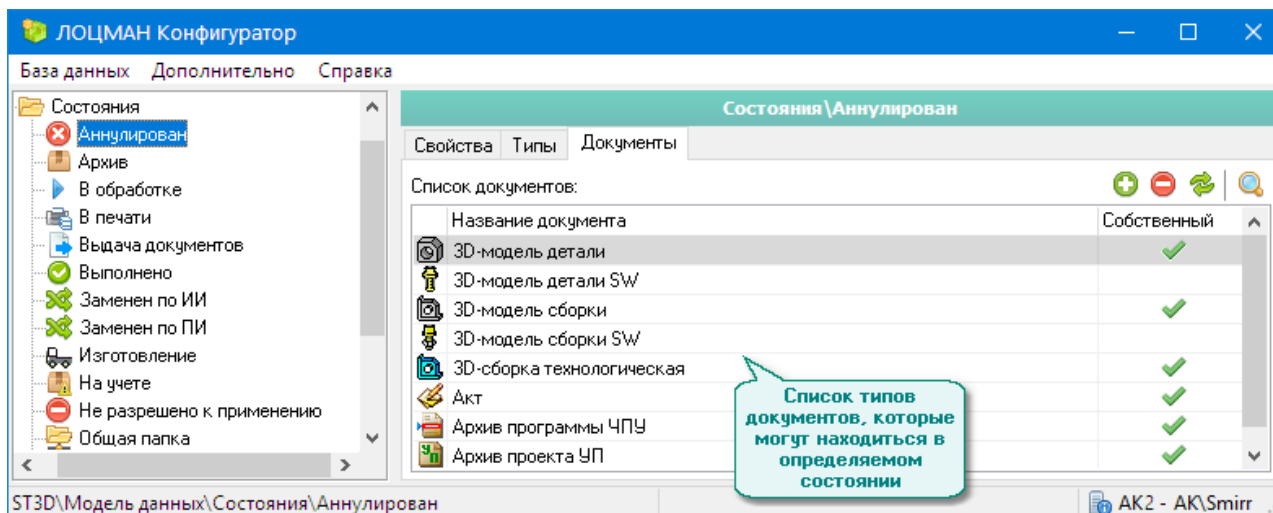 ЛОЦМАН Конфигуратор
База данных Дополнительно Справка
Состояния
Аннулирован
Архив
В обработке
В печати
Выдача документов
Выполнено
Заменен по ИИ
Заменен по ПИ
Изготовление
На учете
Не разрешено к применению
Общая папка
Состояния\Аннулирован
Свойства Типы Документы
Список документов:
Название документа Собственный
3D-модель детали
3D-модель детали SW
3D-модель сборки
3D-модель сборки SW
3D-сборка технологическая
Акт
Архив программы ЧПУ
Архив проекта УП
Список типов
документов, которые
могут находиться в
определяемом
состоянии
ST3D\Модель данных\Состояния\Аннулирован
AK2 - AK\Smirr